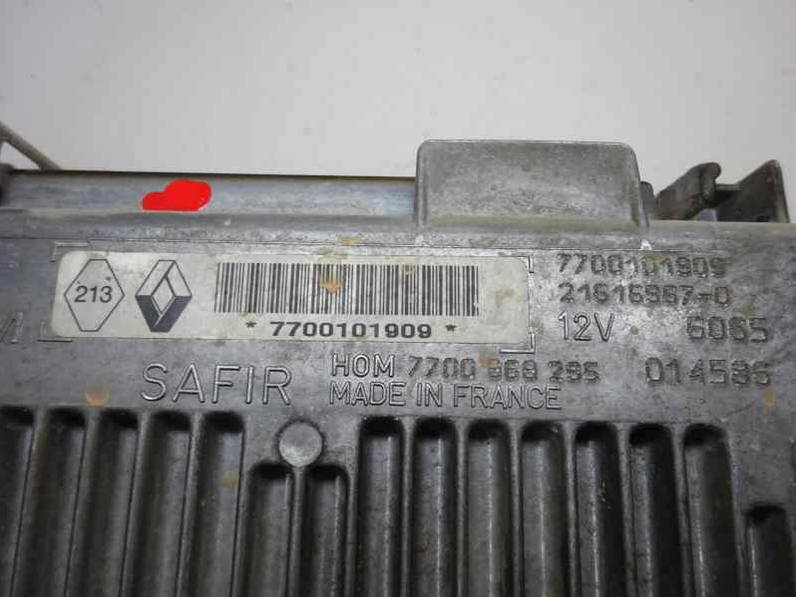 213
* 7700101909 *
7700101909
21616967-0
12V 6065
HOM 7700 868 295 014586
SAFIR MADE IN FRANCE